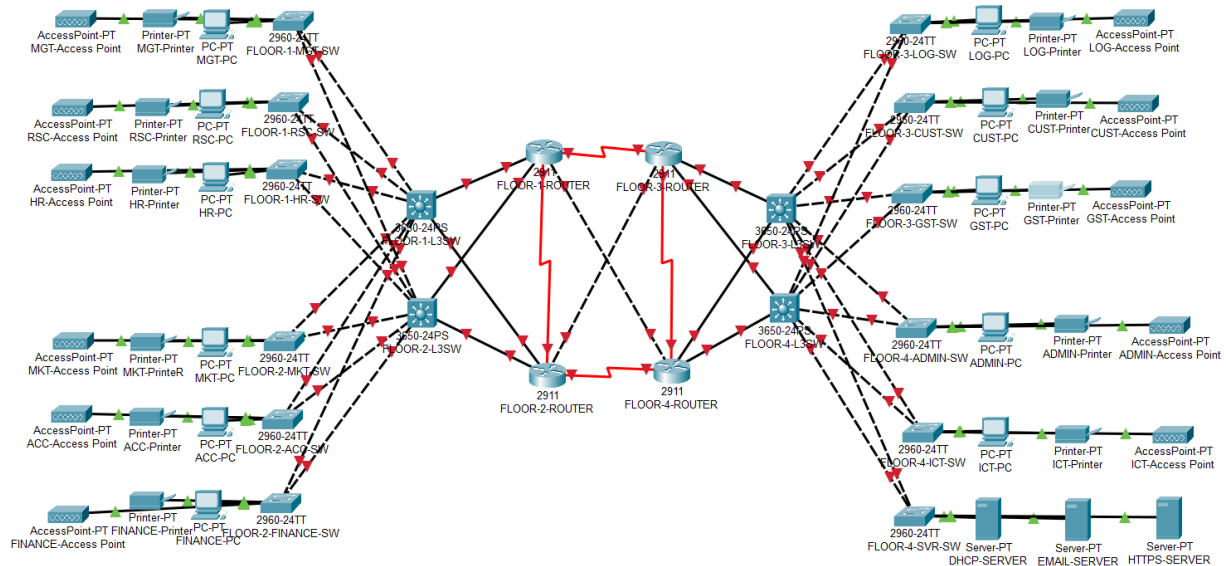 AccessPoint-PT
MGT-Access Point
Printer-PT
MGT-Printer
PC-PT
MGT-PC
2960-24TT
FLOOR-1-MGT-SW
AccessPoint-PT
RSC-Access Point
Printer-PT
RSC-Printer
PC-PT
RSC-PC
2960-24TT
FLOOR-1-RSC-SW
AccessPoint-PT
HR-Access Point
Printer-PT
HR-Printer
PC-PT
HR-PC
2960-24TT
FLOOR-1-HR-SW
AccessPoint-PT
MKT-Access Point
Printer-PT
MKT-PrinteR
PC-PT
MKT-PC
2960-24TT
FLOOR-2-MKT-SW
AccessPoint-PT
ACC-Access Point
Printer-PT
ACC-Printer
PC-PT
ACC-PC
2960-24TT
FLOOR-2-ACC-SW
AccessPoint-PT
FINANCE-Access Point
Printer-PT
FINANCE-Printer
PC-PT
FINANCE-PC
2960-24TT
FLOOR-2-FINANCE-SW
3650-24PS
FLOOR-1-L3SW
3650-24PS
FLOOR-2-L3SW
2911
FLOOR-1-ROUTER
2911
FLOOR-3-ROUTER
2911
FLOOR-2-ROUTER
2911
FLOOR-4-ROUTER
3650-24PS
FLOOR-3-L3SW
3650-24PS
FLOOR-4-L3SW
2960-24TT
FLOOR-3-LOG-SW
PC-PT
LOG-PC
Printer-PT
LOG-Printer
AccessPoint-PT
LOG-Access Point
2960-24TT
FLOOR-3-CUST-SW
PC-PT
CUST-PC
Printer-PT
CUST-Printer
AccessPoint-PT
CUST-Access Point
2960-24TT
FLOOR-3-GST-SW
PC-PT
GST-PC
Printer-PT
GST-Printer
AccessPoint-PT
GST-Access Point
2960-24TT
FLOOR-4-ADMIN-SW
PC-PT
ADMIN-PC
Printer-PT
ADMIN-Printer
AccessPoint-PT
ADMIN-Access Point
2960-24TT
FLOOR-4-ICT-SW
PC-PT
ICT-PC
Printer-PT
ICT-Printer
AccessPoint-PT
ICT-Access Point
2960-24TT
FLOOR-4-SVR-SW
Server-PT
DHCP-SERVER
Server-PT
EMAIL-SERVER
Server-PT
HTTPS-SERVER